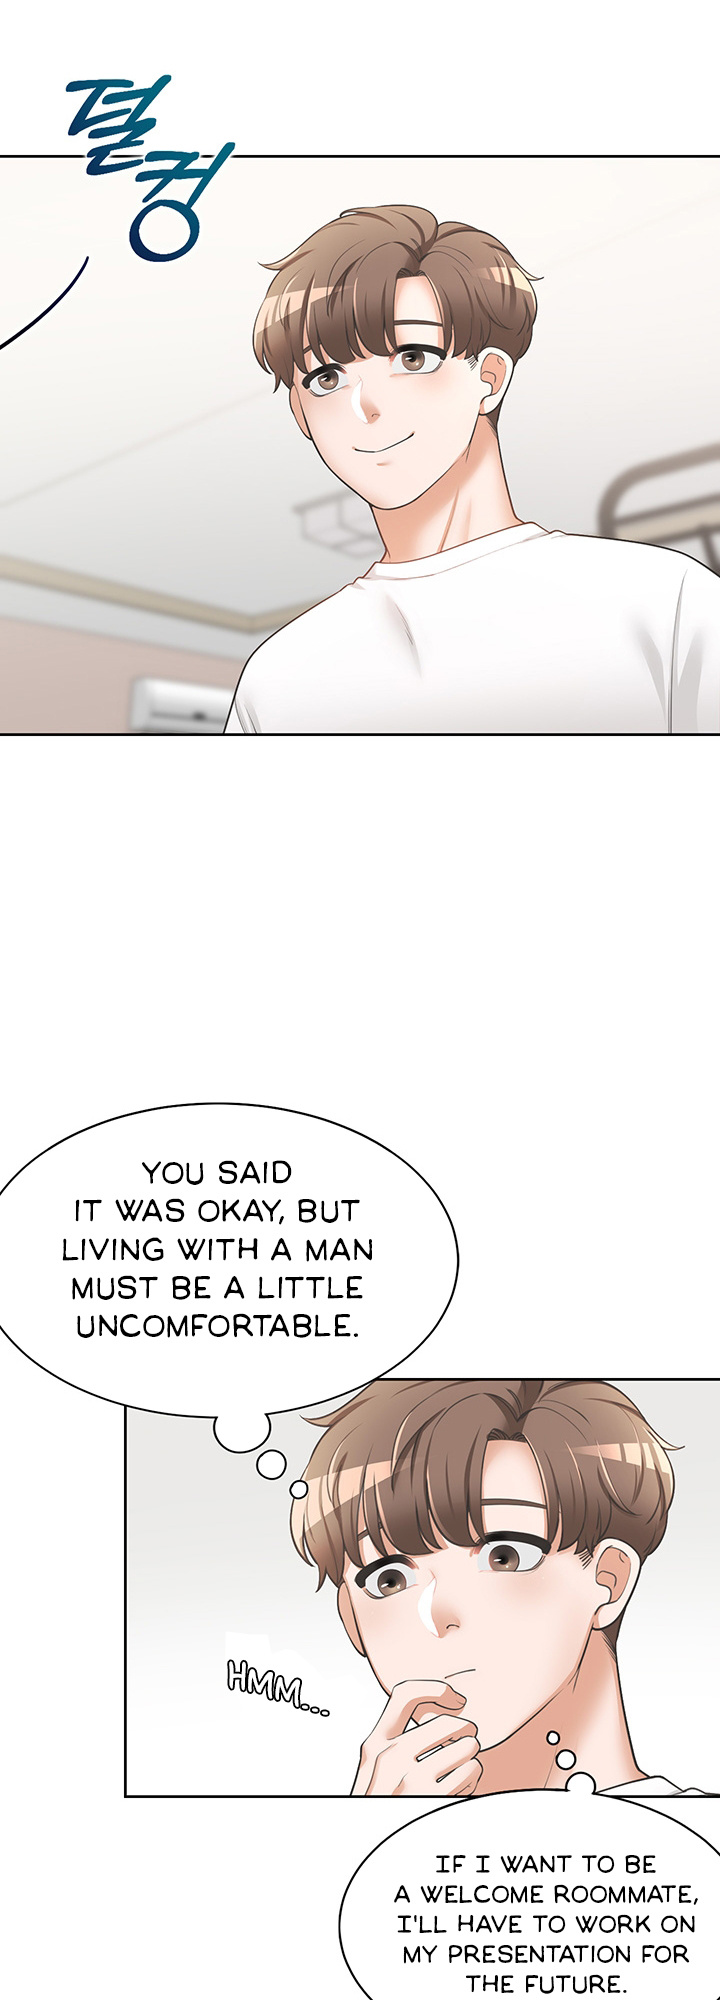 덜
컹
YOU SAID
IT WAS OKAY, BUT
LIVING WITH A MAN
MUST BE A LITTLE
UNCOMFORTABLE.
HMM...
IF I WANT TO BE
A WELCOME ROOMMATE,
I'LL HAVE TO WORK ON
MY PRESENTATION FOR
THE FUTURE.